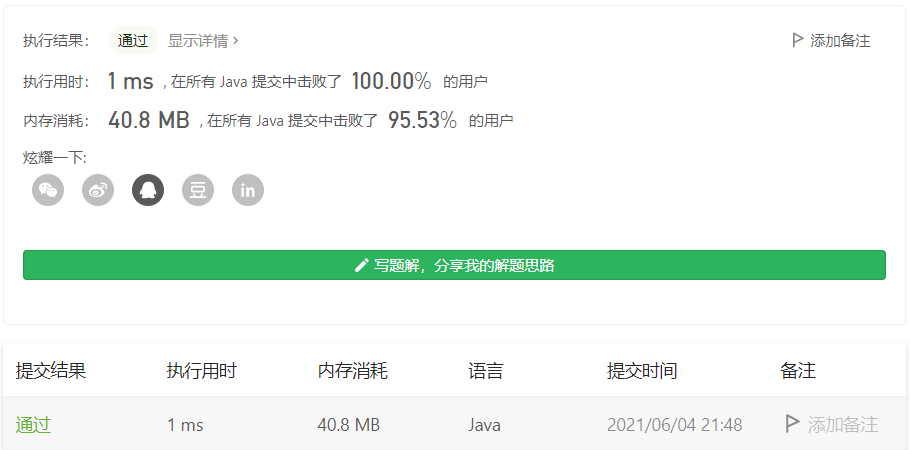 执行结果： 通过 显示详情 › 添加备注
执行用时： 1 ms , 在所有 Java 提交中击败了 100.00% 的用户
内存消耗： 40.8 MB , 在所有 Java 提交中击败了 95.53% 的用户
炫耀一下:
豆 in
写题解，分享我的解题思路
提交结果 执行用时 内存消耗 语言 提交时间 备注
通过 1 ms 40.8 MB Java 2021/06/04 21:48 添加备注